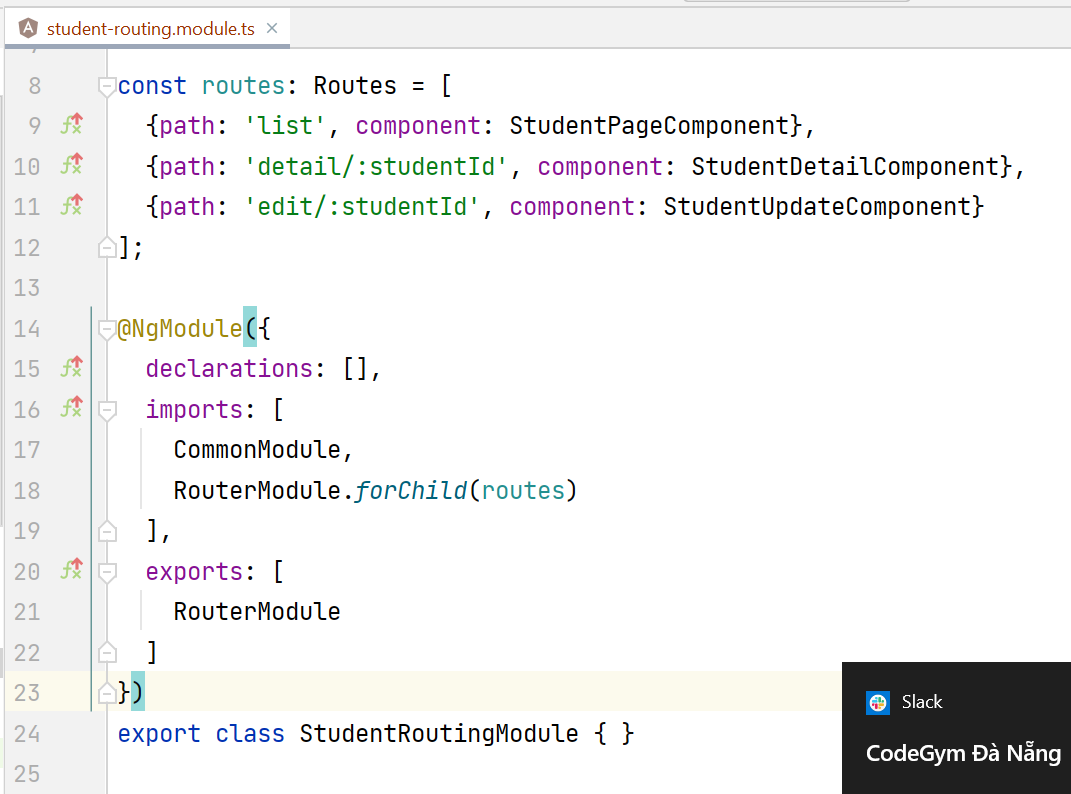 student-routing.module.ts ×
8 const routes: Routes = [
9 {path: 'list', component: StudentPageComponent},
10 {path: 'detail/:studentId', component: StudentDetailComponent},
11 {path: 'edit/:studentId', component: StudentUpdateComponent}
12 ];
13
14 @NgModule({
15 declarations: [],
16 imports: [
17 CommonModule,
18 RouterModule.forChild(routes)
19 ],
20 exports: [
21 RouterModule
22 ]
23 })
24 export class StudentRoutingModule { }
25
Slack
CodeGym Đà Nẵng